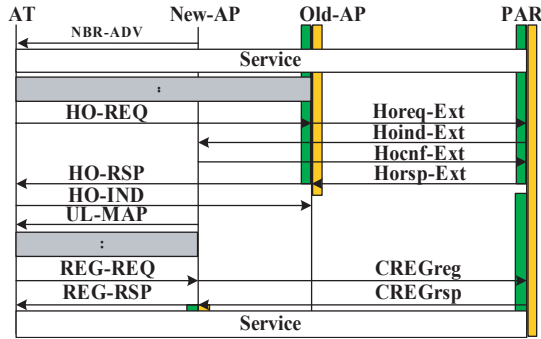 AT New-AP Old-AP PAR
NBR-ADV
Service
:
HO-REQ Horeq-Ext
Hoind-Ext
Hocnf-Ext
HO-RSP Horsp-Ext
HO-IND
UL-MAP
:
REG-REQ CREGreg
REG-RSP CREGrsp
Service